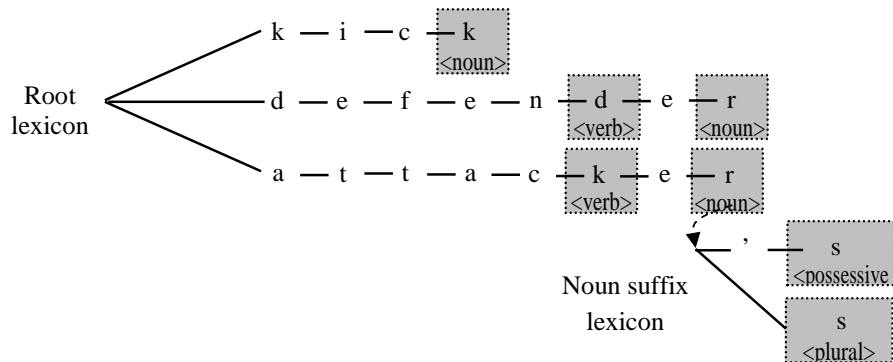 k i c k
<noun>
Root
lexicon
d e f e n d e r
<verb> <noun>
a t t a c k e r
<verb> <noun>
’ s
<possessive
Noun suffix
lexicon
s
<plural>